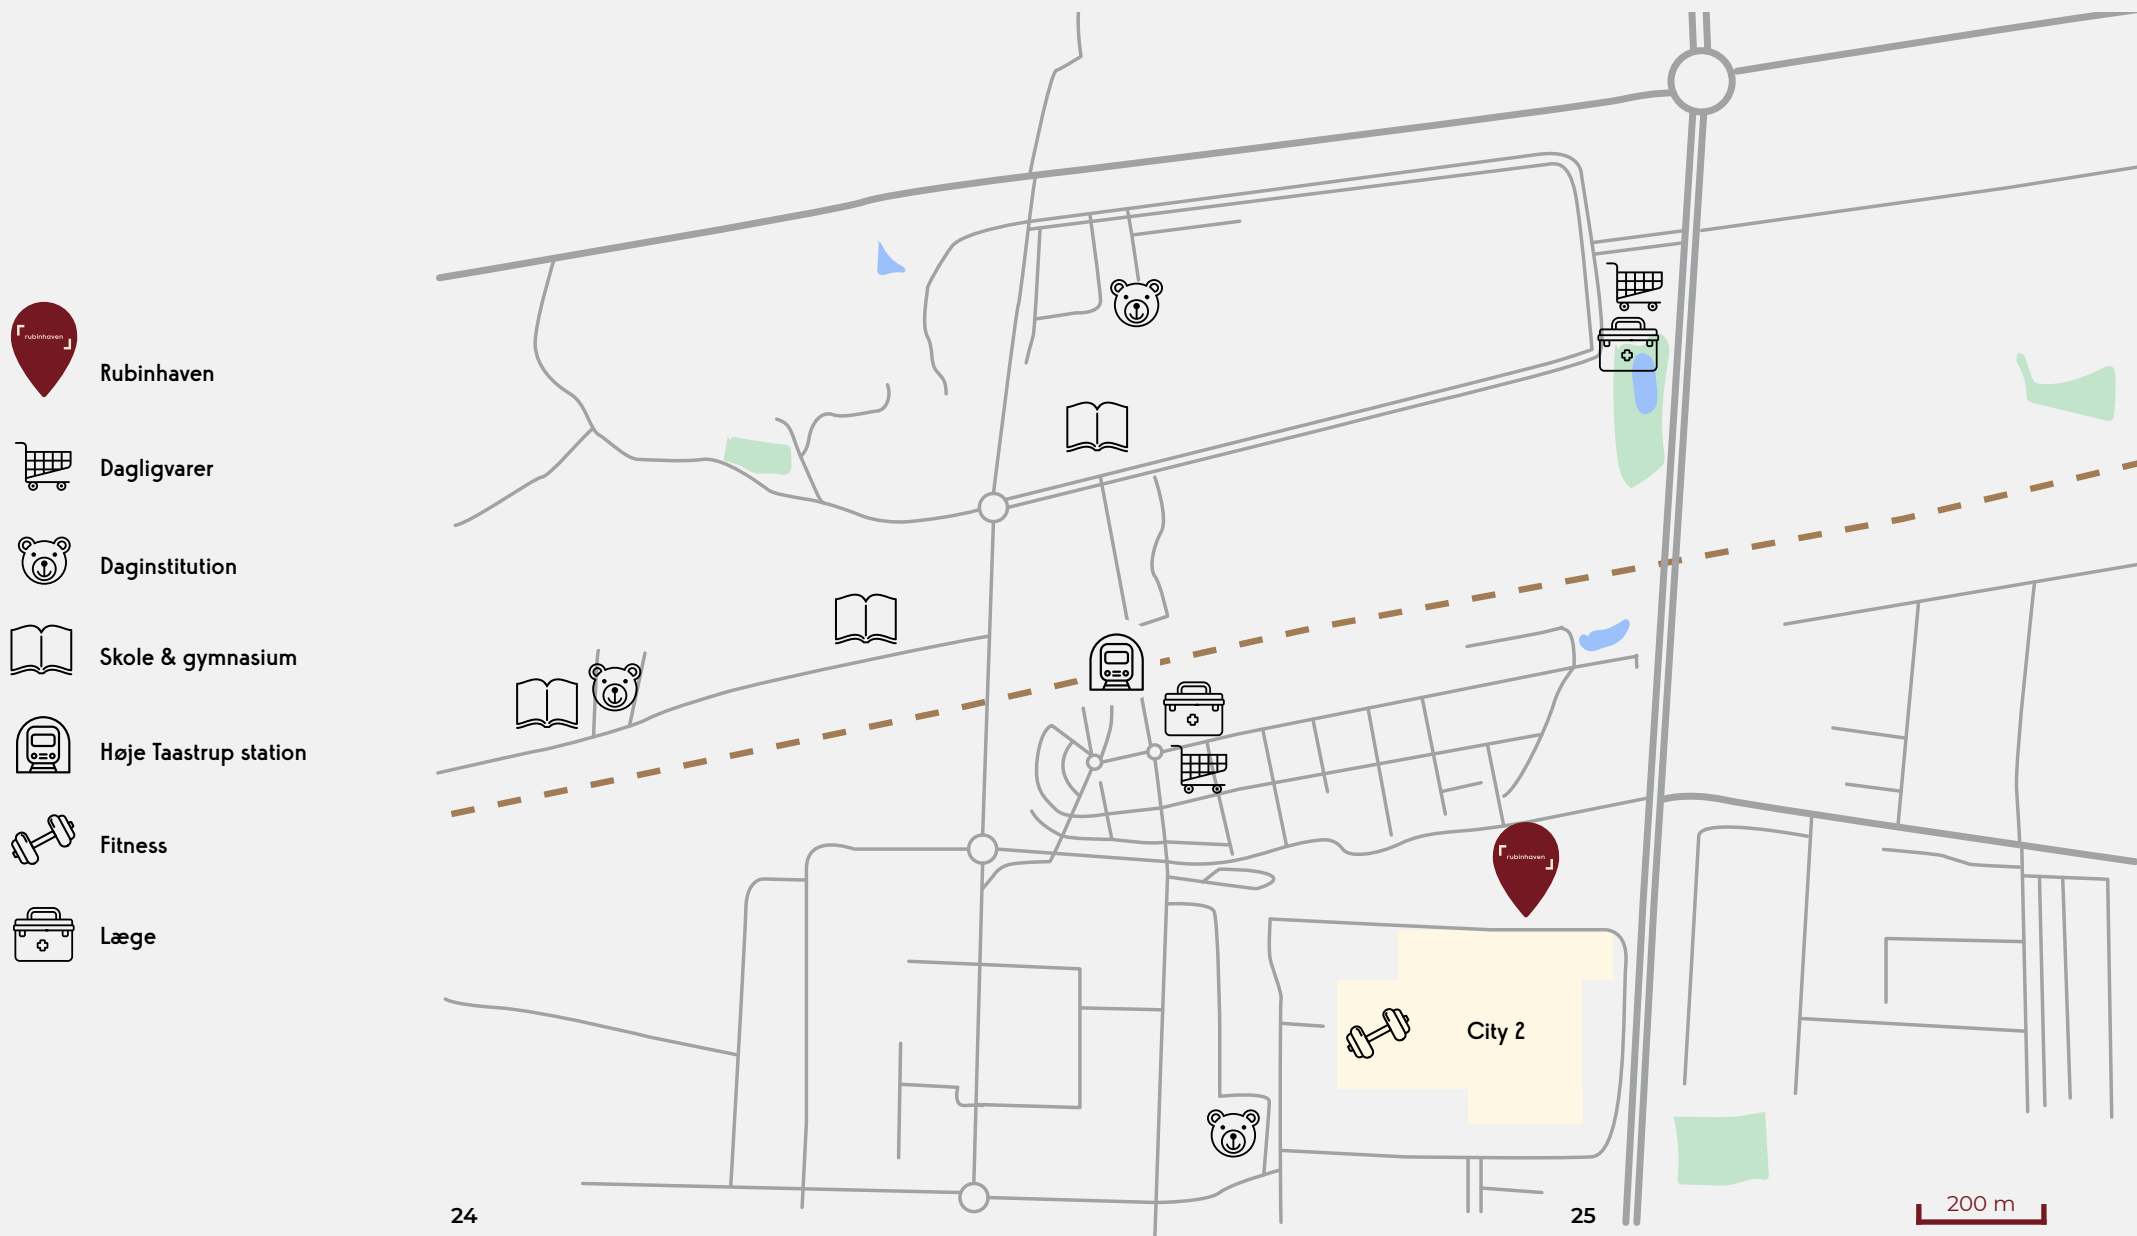 rubinhaven
Rubinhaven
Dagligvarer
Daginstitution
Skole & gymnasium
Høje Taastrup station
Fitness
Læge
rubinhaven
City 2
24
25
200 m